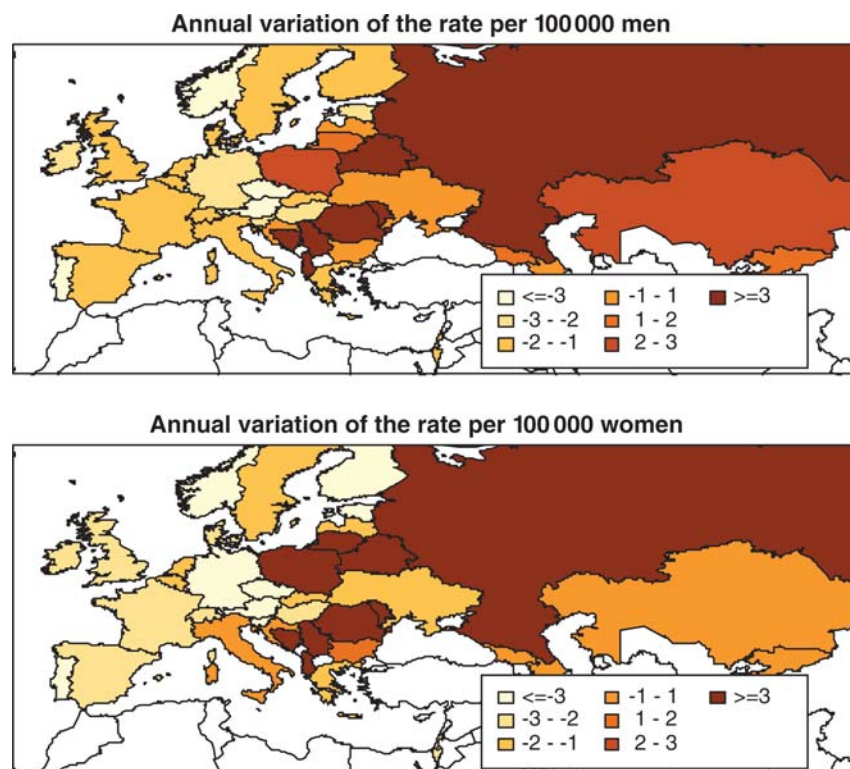 Annual variation of the rate per 100 000 men
<=-3 -1 - 1 >=3
-3 - -2 1 - 2
-2 - -1 2 - 3
Annual variation of the rate per 100 000 women
<=-3 -1 - 1 >=3
-3 - -2 1 - 2
-2 - -1 2 - 3